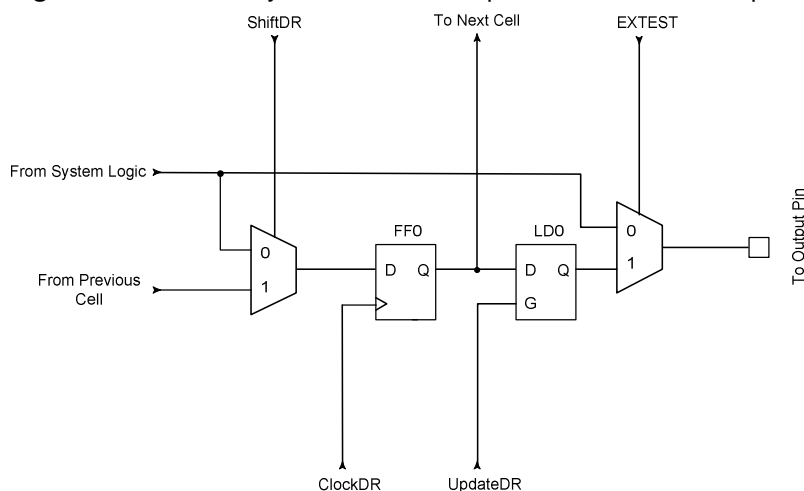 ShiftDR
To Next Cell
EXTEST
From System Logic
0
1
From Previous
Cell
FF0
D Q
LD0
D Q
G
0
1
To Output Pin
ClockDR
UpdateDR